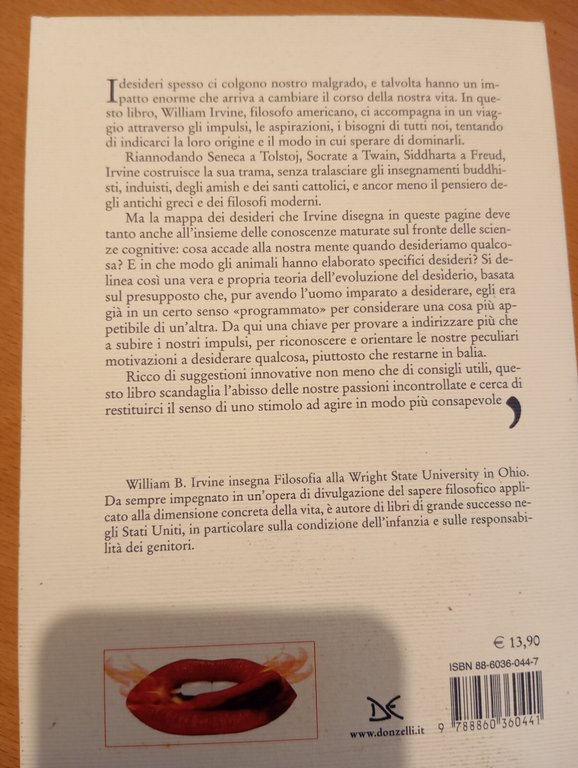 I desideri spesso ci colgono nostro malgrado, e talvolta hanno un im-
patto enorme che arriva a cambiare il corso della nostra vita. In que-
sto libro, William Irvine, filosofo americano, ci accompagna in un viag-
gio attraverso gli impulsi, le aspirazioni, i bisogni di tutti noi, tentando
di indicarci la loro origine e il modo in cui sperare di dominarli.
Riannodando Seneca a Tolstoj, Socrate a Twain, Siddharta a Freud,
Irvine costruisce la sua trama, senza tralasciare gli insegnamenti buddhi-
sti, induisti, degli amish e dei santi cattolici, e ancor meno il pensiero de-
gli antichi greci e dei filosofi moderni.
Ma la mappa dei desideri che Irvine disegna in queste pagine deve
tanto anche all'insieme delle conoscenze maturate sul fronte delle scien-
ze cognitive: cosa accade alla nostra mente quando desideriamo qualco-
sa? E in che modo gli animali hanno elaborato specifici desideri? Si de-
linea così una vera e propria teoria dell'evoluzione del desiderio, basata
sul presupposto che, pur avendo l'uomo imparato a desiderare, egli era
già in un certo senso «programmato» per considerare una cosa più ap-
petibile di un'altra. Da qui una chiave per provare a indirizzare più che
a subire i nostri impulsi, per riconoscere e orientare le nostre peculiari
motivazioni a desiderare qualcosa, piuttosto che restarne in balia.
Ricco di suggestioni innovative non meno che di consigli utili, que-
sto libro scandaglia l'abisso delle nostre passioni incontrollate e cerca di
restituirci il senso di uno stimolo ad agire in modo più consapevole,
William B. Irvine insegna Filosofia alla Wright State University in Ohio.
Da sempre impegnato in un'opera di divulgazione del sapere filosofico appli-
cato alla dimensione concreta della vita, è autore di libri di grande successo ne-
gli Stati Uniti, in particolare sulla condizione dell'infanzia e sulle responsabi-
lità dei genitori.
€ 13,90
ISBN 88-6036-044-7
DE
www.donzelli.it
9 788860 360441